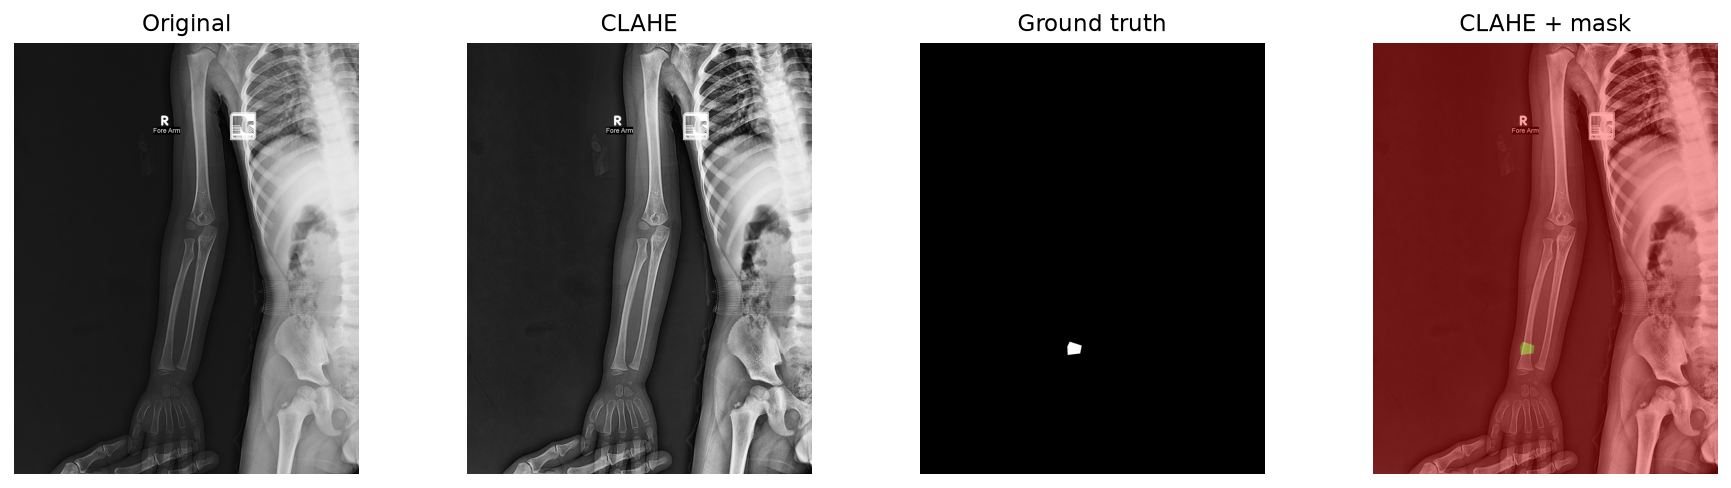 Original
CLAHE
Ground truth
CLAHE + mask
R
Fore Arm
R
Fore Arm
R
Fore Arm